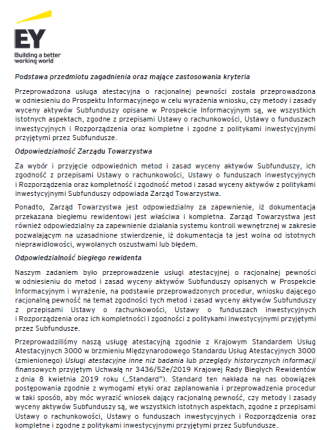 EY
Building a better
working world
Podstawa przedmiotu zagadnienia oraz mające zastosowania kryteria
Przeprowadzona usługa atestacyjna o racjonalnej pewności została przeprowadzona
w odniesieniu do Prospektu Informacyjnego w celu wyrażenia wniosku, czy metody i zasady
wyceny aktywów Subfunduszy opisane w Prospekcie Informacyjnym są, we wszystkich
istotnych aspektach, zgodne z przepisami Ustawy o rachunkowości, Ustawy o funduszach
inwestycyjnych i Rozporządzenia oraz kompletne i zgodne z politykami inwestycyjnymi
przyjętymi przez Subfundusze.
Odpowiedzialność Zarządu Towarzystwa
Za wybór i przyjęcie odpowiednich metod i zasad wyceny aktywów Subfunduszy, ich
zgodność z przepisami Ustawy o rachunkowości, Ustawy o funduszach inwestycyjnych
i Rozporządzenia oraz kompletność i zgodność metod i zasad wyceny aktywów z politykami
inwestycyjnymi Subfunduszy odpowiada Zarząd Towarzystwa.
Ponadto, Zarząd Towarzystwa jest odpowiedzialny za zapewnienie, iż dokumentacja
przekazana biegłemu rewidentowi jest właściwa i kompletna. Zarząd Towarzystwa jest
również odpowiedzialny za zapewnienie działania systemu kontroli wewnętrznej w zakresie
pozwalającym na uzasadnione stwierdzenie, iż dokumentacja ta jest wolna od istotnych
nieprawidłowości, wywołanych oszustwami lub błędem.
Odpowiedzialność biegłego rewidenta
Naszym zadaniem było przeprowadzenie usługi atestacyjnej o racjonalnej pewności
w odniesieniu do metod i zasad wyceny aktywów Subfunduszy opisanych w Prospekcie
Informacyjnym i wyrażenie, na podstawie przeprowadzonych procedur, wniosku dającego
racjonalną pewność na temat zgodności tych metod i zasad wyceny aktywów Subfunduszy
z przepisami Ustawy o rachunkowości, Ustawy o funduszach inwestycyjnych
i Rozporządzenia oraz ich kompletności i zgodności z politykami inwestycyjnymi przyjętymi
przez Subfundusze.
Przeprowadziliśmy naszą usługę atestacyjną zgodnie z Krajowym Standardem Usług
Atestacyjnych 3000 w brzmieniu Międzynarodowego Standardu Usług Atestacyjnych 3000
(zmienionego) Usługi atestacyjne inne niż badania lub przeglądy historycznych informacji
finansowych przyjętym Uchwałą nr 3436/52e/2019 Krajowej Rady Biegłych Rewidentów
z dnia 8 kwietnia 2019 roku („Standard”). Standard ten nakłada na nas obowiązek
postępowania zgodnie z wymogami etyki oraz zaplanowania i przeprowadzenia procedur
w taki sposób, aby móc wyrazić wniosek dający racjonalną pewność, czy metody i zasady
wyceny aktywów Subfunduszy są, we wszystkich istotnych aspektach, zgodne z przepisami
Ustawy o rachunkowości, Ustawy o funduszach inwestycyjnych i Rozporządzenia oraz
kompletne i zgodne z politykami inwestycyjnymi przyjętymi przez Subfundusze.